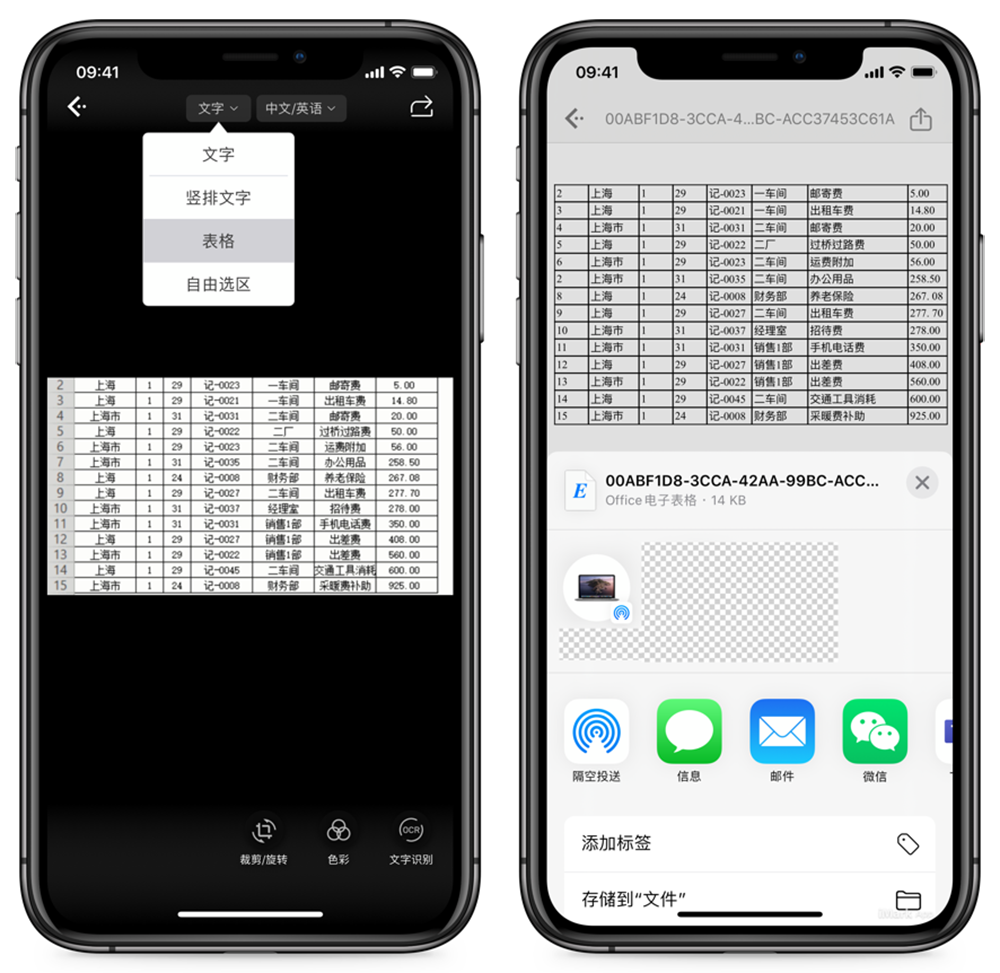 09:41
文字
中文/英语
文字
竖排文字
表格
自由选区
2 上海 1 29 记-0023 一车间 邮寄费 5.00
3 上海 1 29 记-0021 一车间 出租车费 14.80
4 上海市 1 31 记-0031 二车间 邮寄费 20.00
5 上海 1 29 记-0022 二厂 过桥过路费 50.00
6 上海市 1 29 记-0023 二车间 运费附加 56.00
7 上海市 1 31 记-0035 二车间 办公用品 258.50
8 上海 1 24 记-0008 财务部 养老保险 267.08
9 上海 1 29 记-0027 二车间 出租车费 277.70
10 上海市 1 31 记-0037 经理室 招待费 278.00
11 上海市 1 31 记-0031 销售1部 手机电话费 350.00
12 上海 1 29 记-0027 销售1部 出差费 408.00
13 上海市 1 29 记-0022 销售1部 出差费 560.00
14 上海 1 29 记-0045 二车间 交通工具消耗 600.00
15 上海市 1 24 记-0008 财务部 采暖费补助 925.00
裁剪/旋转
色彩
OCR
文字识别
09:41
00ABF1D8-3CCA-4...BC-ACC37453C61A
2 上海 1 29 记-0023 一车间 邮寄费 5.00
3 上海 1 29 记-0021 一车间 出租车费 14.80
4 上海市 1 31 记-0031 二车间 邮寄费 20.00
5 上海 1 29 记-0022 二厂 过桥过路费 50.00
6 上海市 1 29 记-0023 二车间 运费附加 56.00
2 上海市 1 31 记-0035 二车间 办公用品 258.50
8 上海 1 24 记-0008 财务部 养老保险 267.08
9 上海 1 29 记-0027 二车间 出租车费 277.70
10 上海市 1 31 记-0037 经理室 招待费 278.00
11 上海市 1 31 记-0031 销售1部 手机电话费 350.00
12 上海 1 29 记-0027 销售1部 出差费 408.00
13 上海市 1 29 记-0022 销售1部 出差费 560.00
14 上海 1 29 记-0045 二车间 交通工具消耗 600.00
15 上海市 1 24 记-0008 财务部 采暖费补助 925.00
E
00ABF1D8-3CCA-42AA-99BC-ACC...
Office电子表格 · 14 KB
隔空投送
信息
邮件
微信
添加标签
存储到“文件”